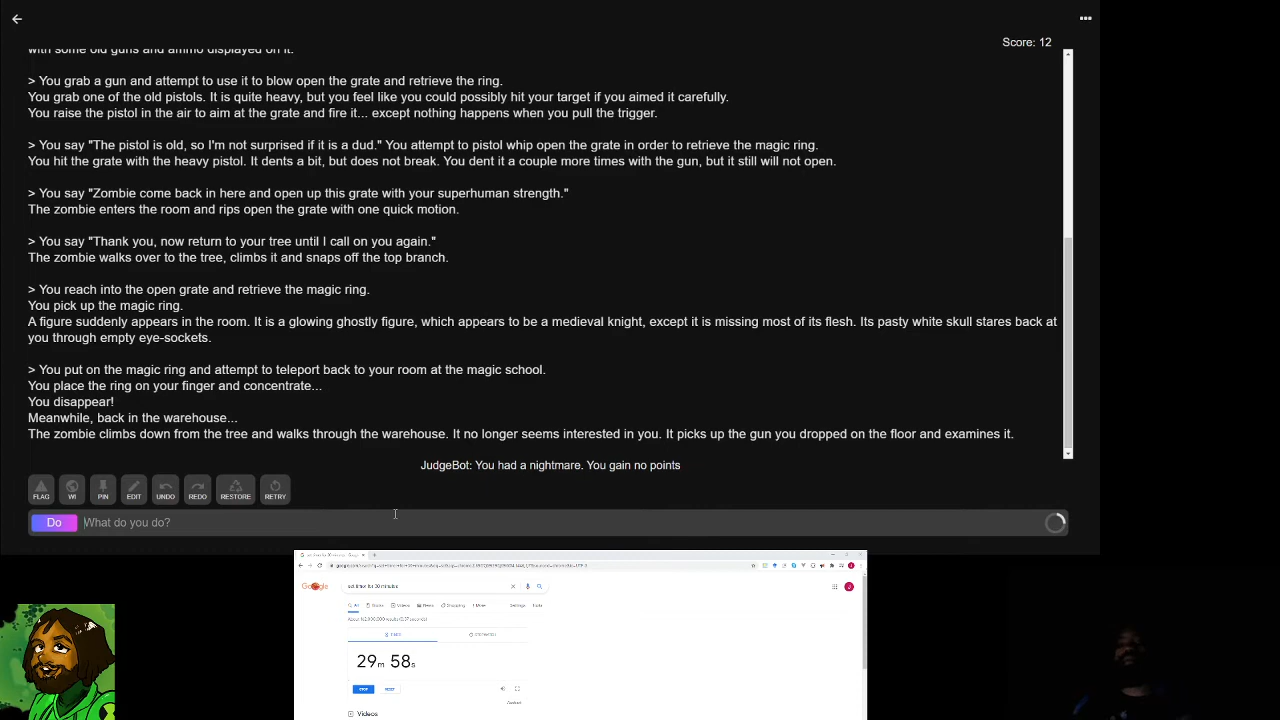 Score: 12
with some old guns and ammo displayed on it.
> You grab a gun and attempt to use it to blow open the grate and retrieve the ring.
You grab one of the old pistols. It is quite heavy, but you feel like you could possibly hit your target if you aimed it carefully.
You raise the pistol in the air to aim at the grate and fire it... except nothing happens when you pull the trigger.
> You say "The pistol is old, so I'm not surprised if it is a dud." You attempt to pistol whip open the grate in order to retrieve the magic ring.
You hit the grate with the heavy pistol. It dents a bit, but does not break. You dent it a couple more times with the gun, but it still will not open.
> You say "Zombie come back in here and open up this grate with your superhuman strength."
The zombie enters the room and rips open the grate with one quick motion.
> You say "Thank you, now return to your tree until I call on you again."
The zombie walks over to the tree, climbs it and snaps off the top branch.
> You reach into the open grate and retrieve the magic ring.
You pick up the magic ring.
A figure suddenly appears in the room. It is a glowing ghostly figure, which appears to be a medieval knight, except it is missing most of its flesh. Its pasty white skull stares back at
you through empty eye-sockets.
> You put on the magic ring and attempt to teleport back to your room at the magic school.
You place the ring on your finger and concentrate...
You disappear!
Meanwhile, back in the warehouse...
The zombie climbs down from the tree and walks through the warehouse. It no longer seems interested in you. It picks up the gun you dropped on the floor and examines it.
JudgeBot: You had a nightmare. You gain no points
FLAG WI PIN EDIT UNDO REDO RESTORE RETRY
Do What do you do?
Google set timer for 30 minutes
All Videos News Shopping More Settings Tools
29m 58s
STOP RESET
Videos